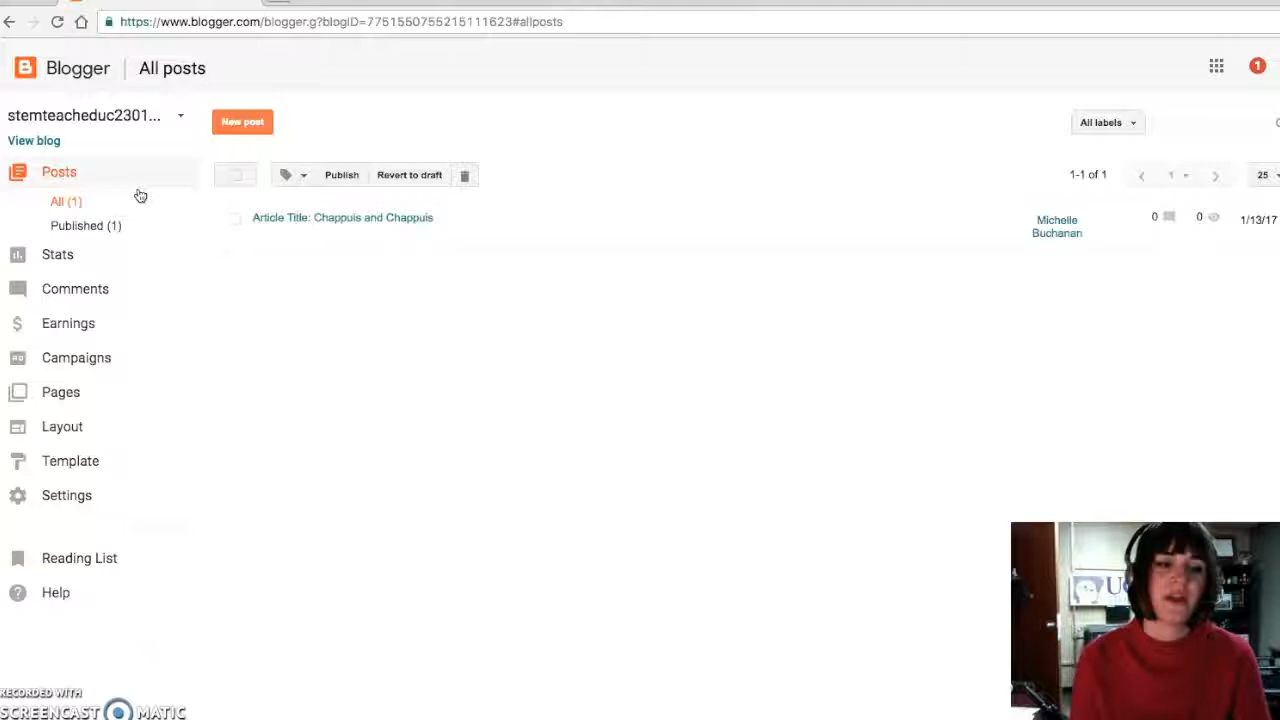 https://www.blogger.com/blogger.g?blogID=7751550755215111623#allposts
Blogger | All posts
1
stemteacheduc2301...
New post
All labels
View blog
Posts
Publish
Revert to draft
1-1 of 1
1
25
All (1)
Published (1)
Article Title: Chappuis and Chappuis
Michelle
Buchanan
0
0
1/13/17
Stats
Comments
Earnings
Campaigns
Pages
Layout
Template
Settings
Reading List
Help
RECORDED WITH
SCREENCAST MATIC